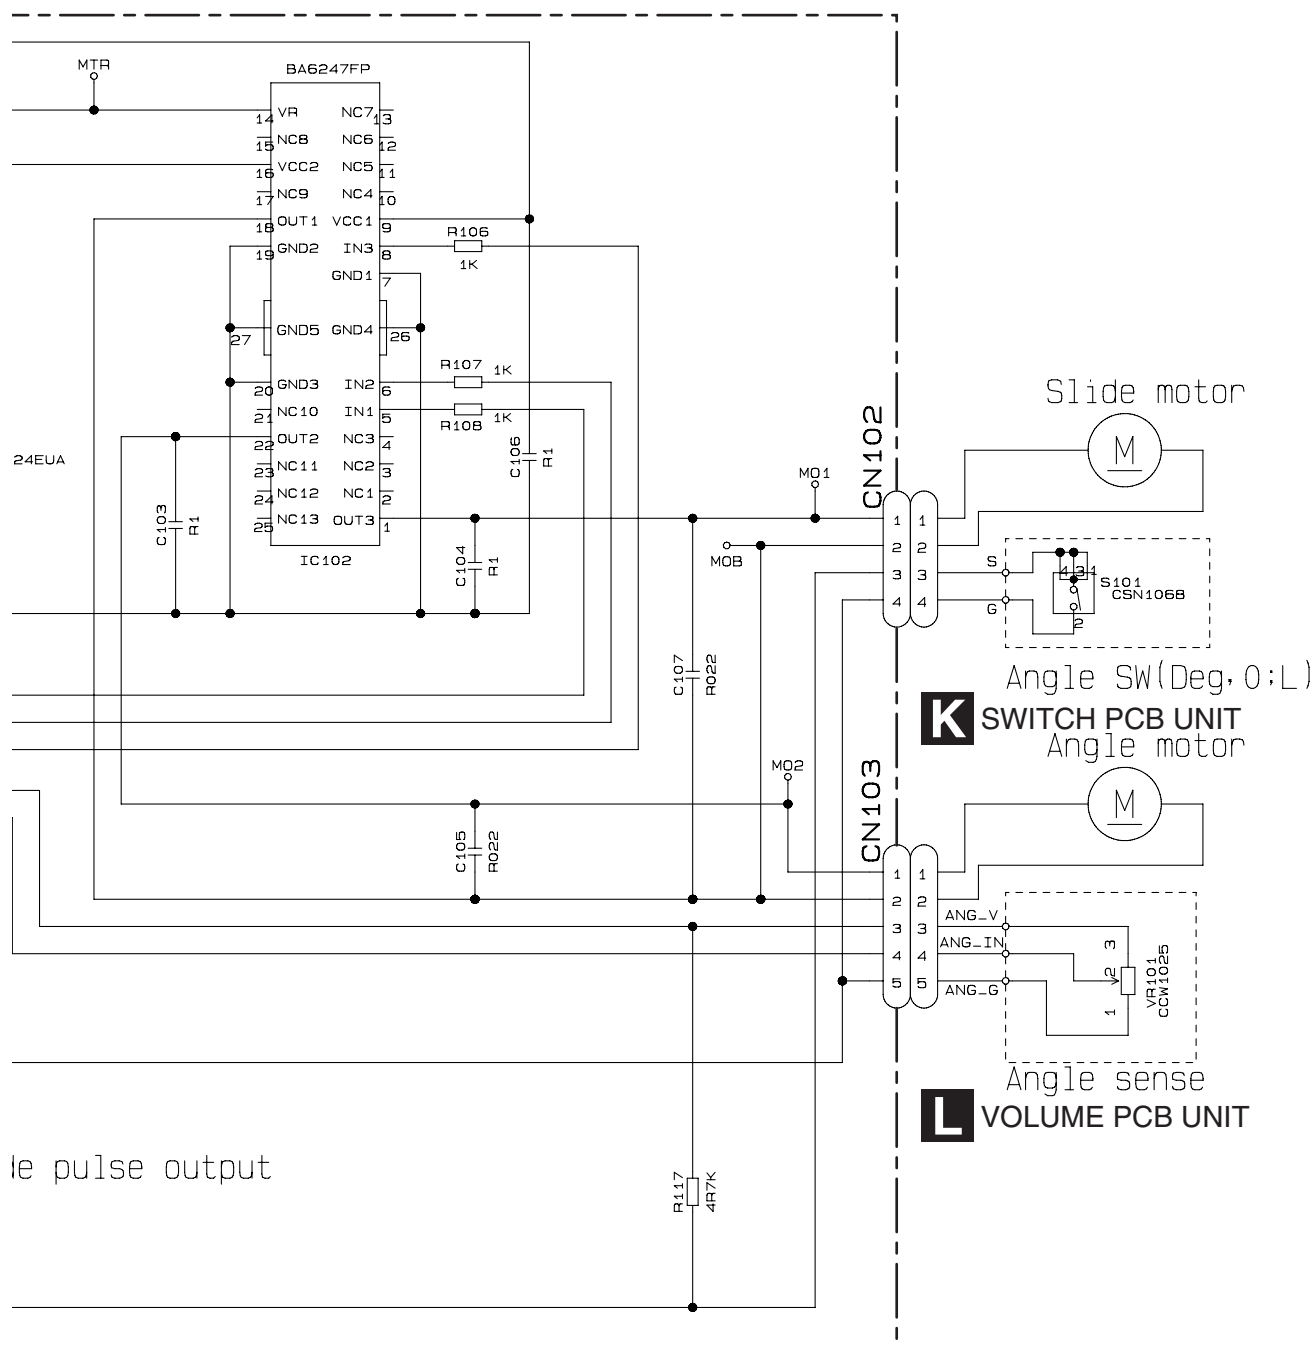 MTR
BA6247FP
14 VR NC7 13
15 NC8 NC6 12
16 VCC2 NC5 11
17 NC9 NC4 10
18 OUT1 VCC1 9
19 GND2 IN3 8
GND1 7
27 GND5 GND4 26
20 GND3 IN2 6
21 NC10 IN1 5
22 OUT2 NC3 4
23 NC11 NC2 3
24 NC12 NC1 2
25 NC13 OUT3 1
IC102
R106
1K
R107 1K
R108 1K
24EUA
C103 R1
C104 R1
C106 R1
C107 R022
C105 R022
R117 4R7K
MO1
MOB
MO2
CN102
1 1
2 2
3 3
4 4
Slide motor
M
S
G
4 3 1
S101
CSN1068
2
Angle SW(Deg,0;L)
K SWITCH PCB UNIT
Angle motor
M
CN103
1 1
2 2
3 3
4 4
5 5
ANG_V
ANG_IN
ANG_G
3
2
1
VR101
CCW1025
Angle sense
L VOLUME PCB UNIT
de pulse output